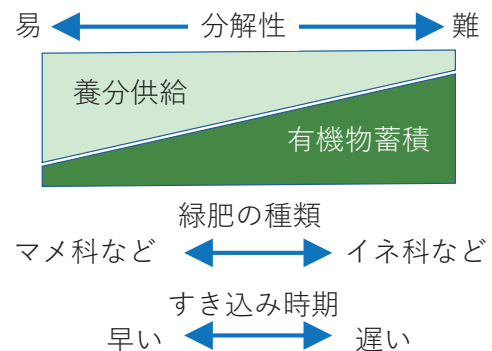 易 分解性 難
養分供給
有機物蓄積
緑肥の種類
マメ科など イネ科など
すき込み時期
早い 遅い